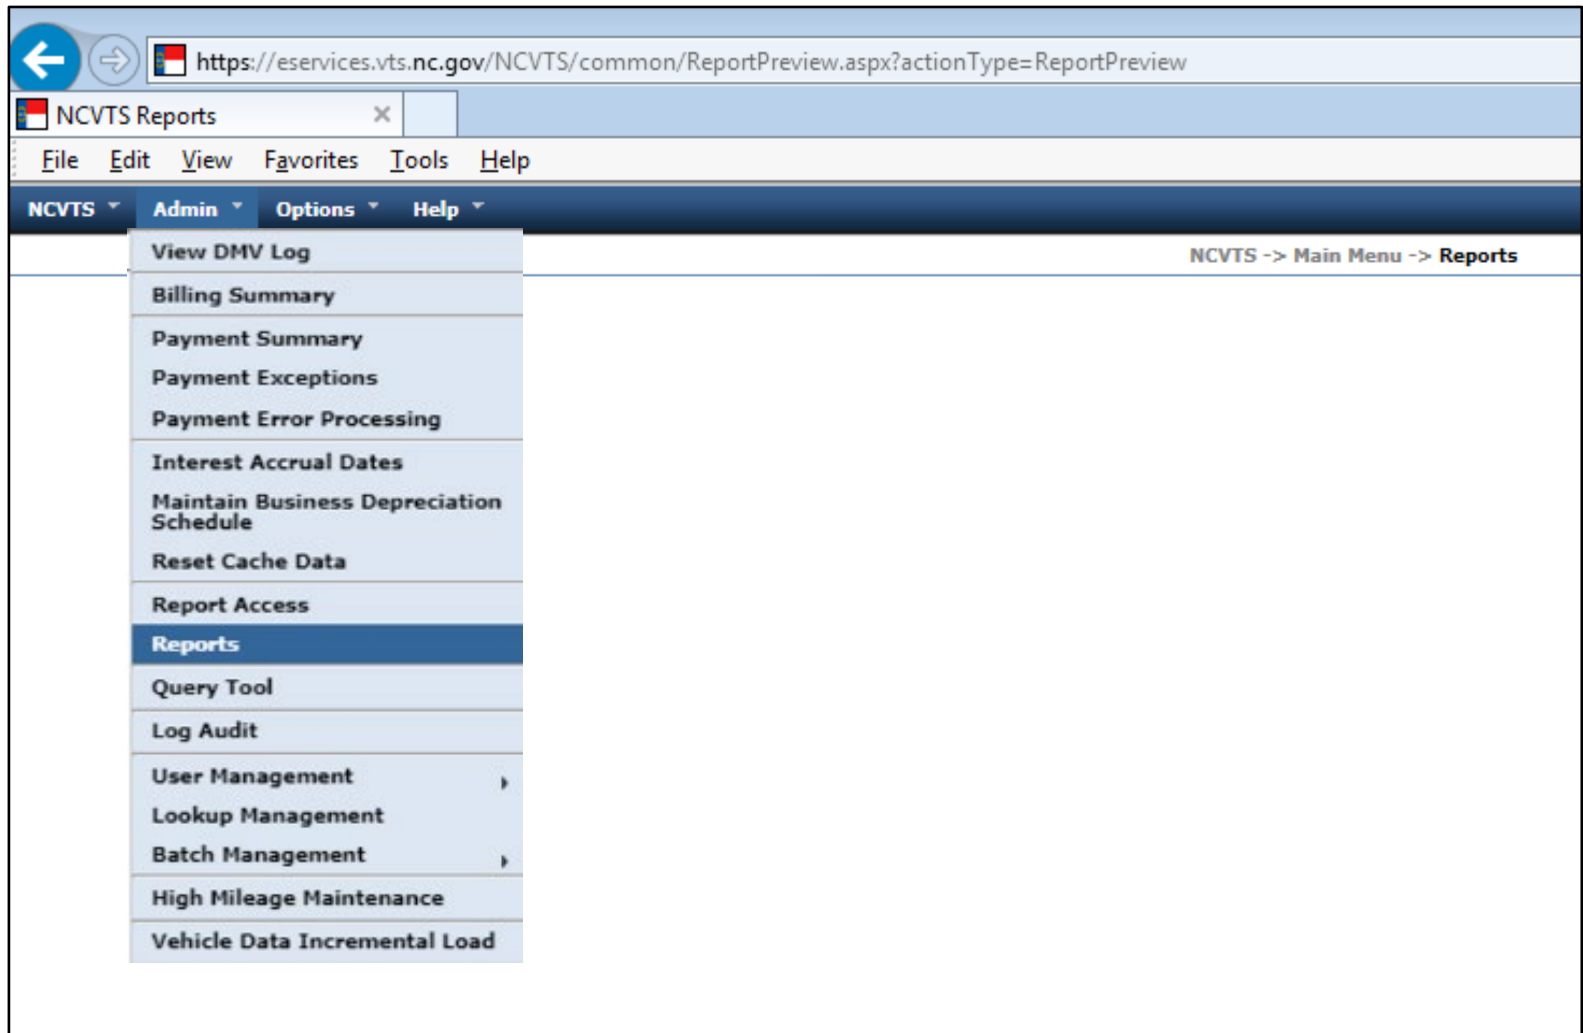 https://eservices.vts.nc.gov/NCVTS/common/ReportPreview.aspx?actionType=ReportPreview
NCVTS Reports
File Edit View Favorites Tools Help
NCVTS Admin Options Help
NCVTS -> Main Menu -> Reports
View DMV Log
Billing Summary
Payment Summary
Payment Exceptions
Payment Error Processing
Interest Accrual Dates
Maintain Business Depreciation
Schedule
Reset Cache Data
Report Access
Reports
Query Tool
Log Audit
User Management
Lookup Management
Batch Management
High Mileage Maintenance
Vehicle Data Incremental Load